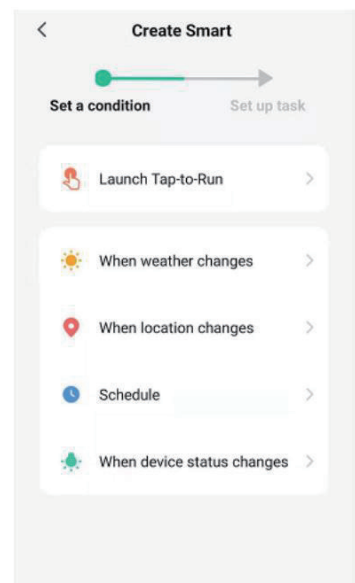 Create Smart
Set a condition Set up task
Launch Tap-to-Run
When weather changes
When location changes
Schedule
When device status changes